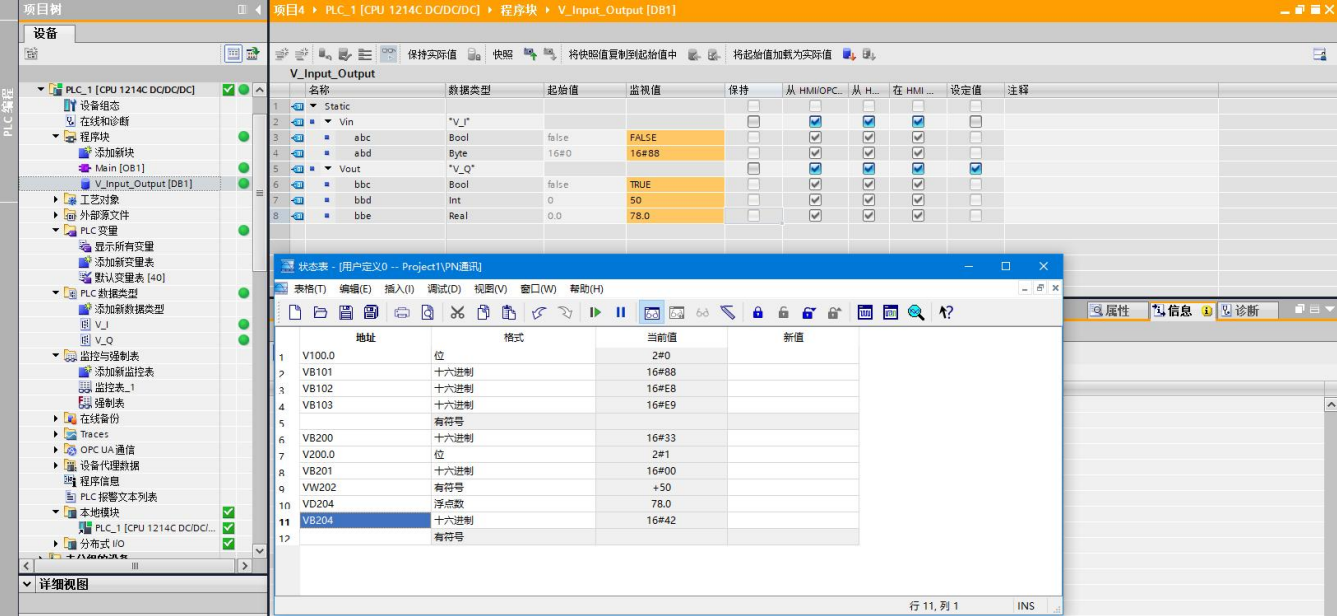 项目树
项目4 ▸ PLC_1 [CPU 1214C DC/DC/DC] ▸ 程序块 ▸ V_Input_Output [DB1]
设备
保持实际值 快照 将快照值复制到起始值中 将起始值加载为实际值
PLC 编程
V_Input_Output
名称 数据类型 起始值 监视值 保持 从 HMI/OPC... 从 H... 在 HMI ... 设定值 注释
1 Static
2 Vin "V_I"
3 abc Bool false FALSE
4 abd Byte 16#0 16#88
5 Vout "V_Q"
6 bbc Bool false TRUE
7 bbd Int 0 50
8 bbe Real 0.0 78.0
PLC_1 [CPU 1214C DC/DC/DC]
设备组态
在线和诊断
程序块
添加新块
Main [OB1]
V_Input_Output [DB1]
工艺对象
外部源文件
PLC 变量
显示所有变量
添加新变量表
默认变量表 [40]
PLC 数据类型
添加新数据类型
V_I
V_Q
监控与强制表
添加新监控表
监控表_1
强制表
在线备份
Traces
OPC UA 通信
设备代理数据
程序信息
PLC 报警文本列表
本地模块
PLC_1 [CPU 1214C DC/DC/...
分布式 I/O
详细视图
属性 信息 诊断
状态表 - [用户定义0 -- Project1\PN通讯]
表格(T) 编辑(E) 插入(I) 调试(D) 视图(V) 窗口(W) 帮助(H)
地址 格式 当前值 新值
1 V100.0 位 2#0
2 VB101 十六进制 16#88
3 VB102 十六进制 16#E8
4 VB103 十六进制 16#E9
5 有符号
6 VB200 十六进制 16#33
7 V200.0 位 2#1
8 VB201 十六进制 16#00
9 VW202 有符号 +50
10 VD204 浮点数 78.0
11 VB204 十六进制 16#42
12 有符号
行 11, 列 1 INS